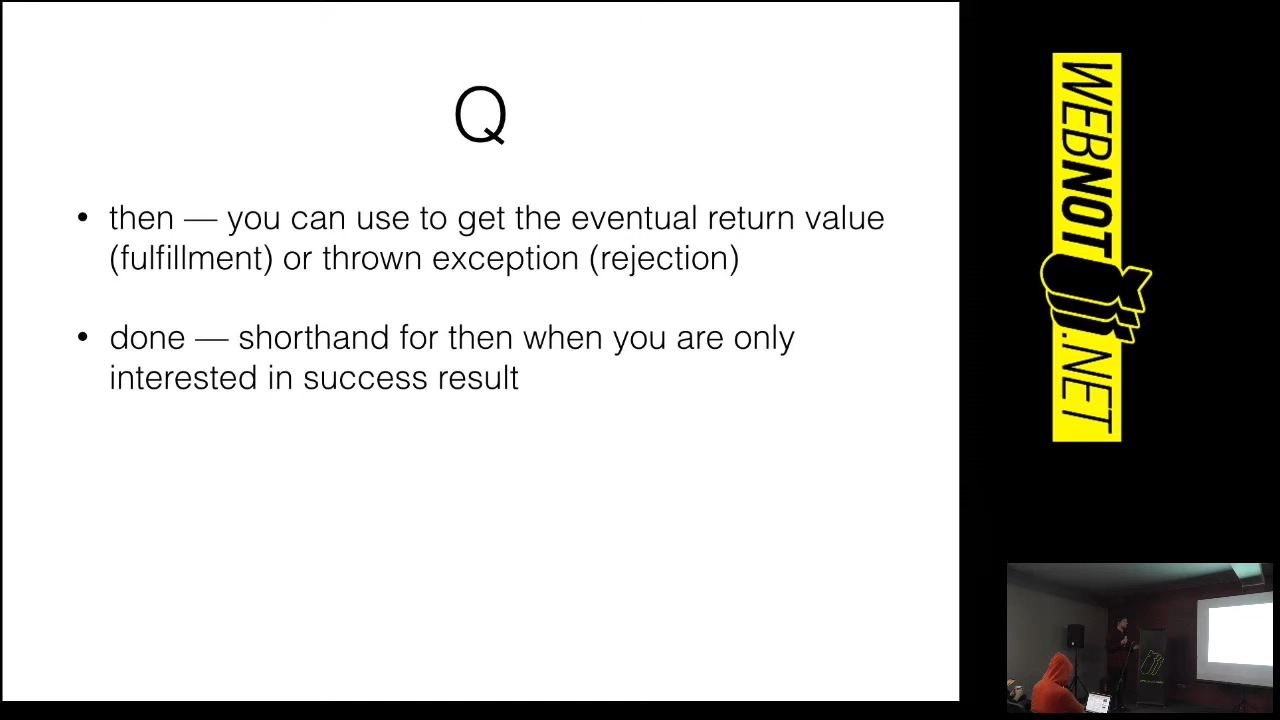 Q
• then — you can use to get the eventual return value
(fulfillment) or thrown exception (rejection)
• done — shorthand for then when you are only
interested in success result
WEBNOT
.NET